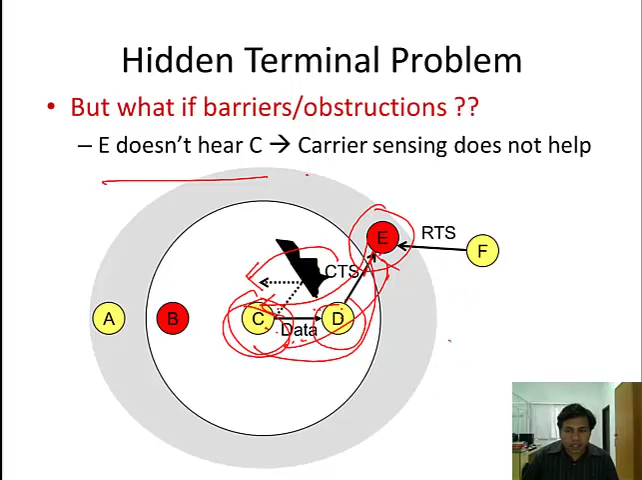 Hidden Terminal Problem
• But what if barriers/obstructions ??
– E doesn't hear C → Carrier sensing does not help
RTS
E
F
CTS
A
B
C
D
Data